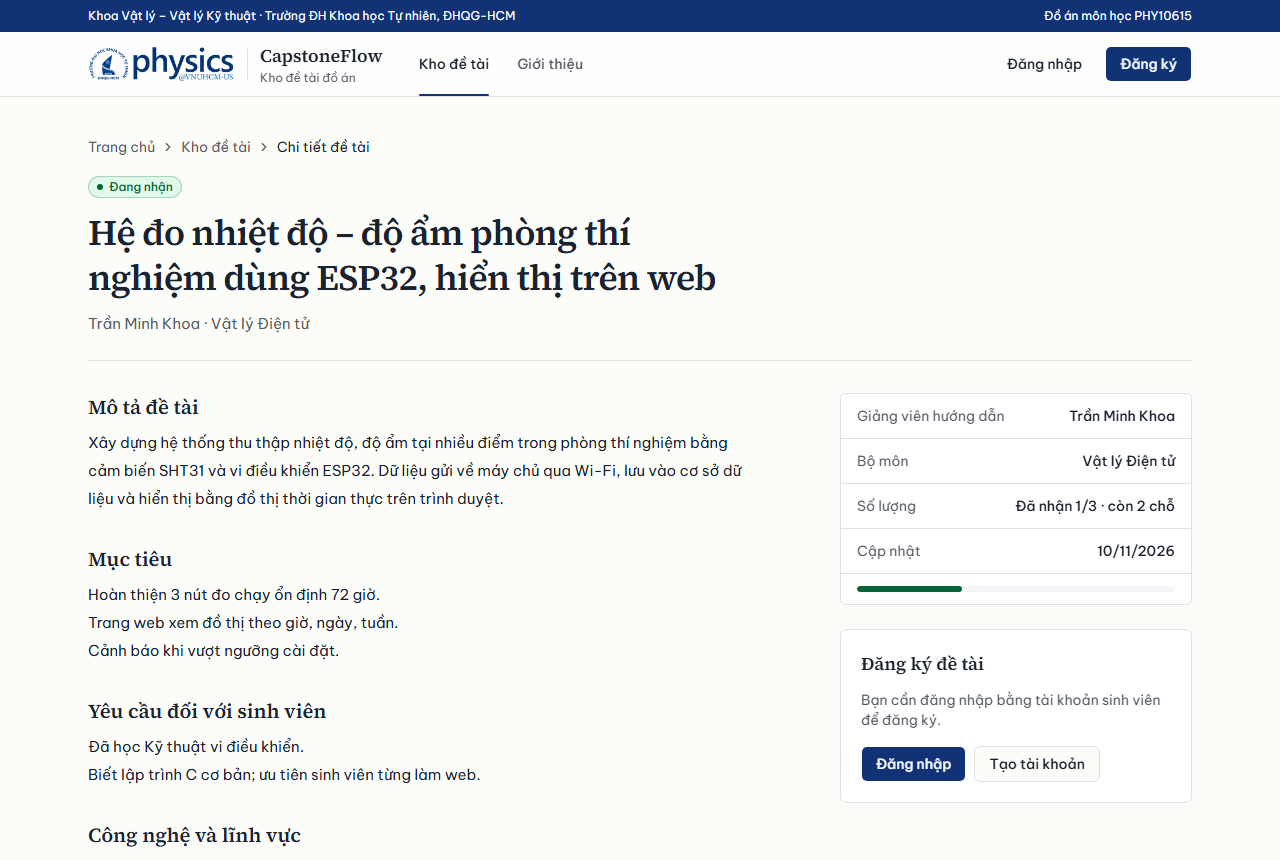 Khoa Vật lý – Vật lý Kỹ thuật · Trường ĐH Khoa học Tự nhiên, ĐHQG-HCM
Đồ án môn học PHY10615
physics
@VNUHCM-US
CapstoneFlow
Kho đề tài đồ án
Kho đề tài
Giới thiệu
Đăng nhập
Đăng ký
Trang chủ > Kho đề tài > Chi tiết đề tài
Đang nhận
Hệ đo nhiệt độ – độ ẩm phòng thí
nghiệm dùng ESP32, hiển thị trên web
Trần Minh Khoa · Vật lý Điện tử
Mô tả đề tài
Xây dựng hệ thống thu thập nhiệt độ, độ ẩm tại nhiều điểm trong phòng thí nghiệm bằng
cảm biến SHT31 và vi điều khiển ESP32. Dữ liệu gửi về máy chủ qua Wi-Fi, lưu vào cơ sở dữ
liệu và hiển thị bằng đồ thị thời gian thực trên trình duyệt.
Mục tiêu
Hoàn thiện 3 nút đo chạy ổn định 72 giờ.
Trang web xem đồ thị theo giờ, ngày, tuần.
Cảnh báo khi vượt ngưỡng cài đặt.
Yêu cầu đối với sinh viên
Đã học Kỹ thuật vi điều khiển.
Biết lập trình C cơ bản; ưu tiên sinh viên từng làm web.
Công nghệ và lĩnh vực
Giảng viên hướng dẫn Trần Minh Khoa
Bộ môn Vật lý Điện tử
Số lượng Đã nhận 1/3 · còn 2 chỗ
Cập nhật 10/11/2026
Đăng ký đề tài
Bạn cần đăng nhập bằng tài khoản sinh viên
để đăng ký.
Đăng nhập
Tạo tài khoản